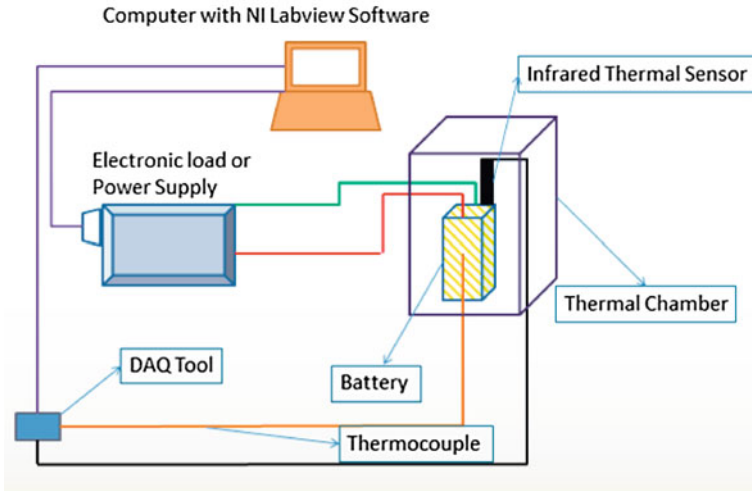 Computer with NI Labview Software
Infrared Thermal Sensor
Electronic load or
Power Supply
Thermal Chamber
DAQ Tool
Battery
Thermocouple